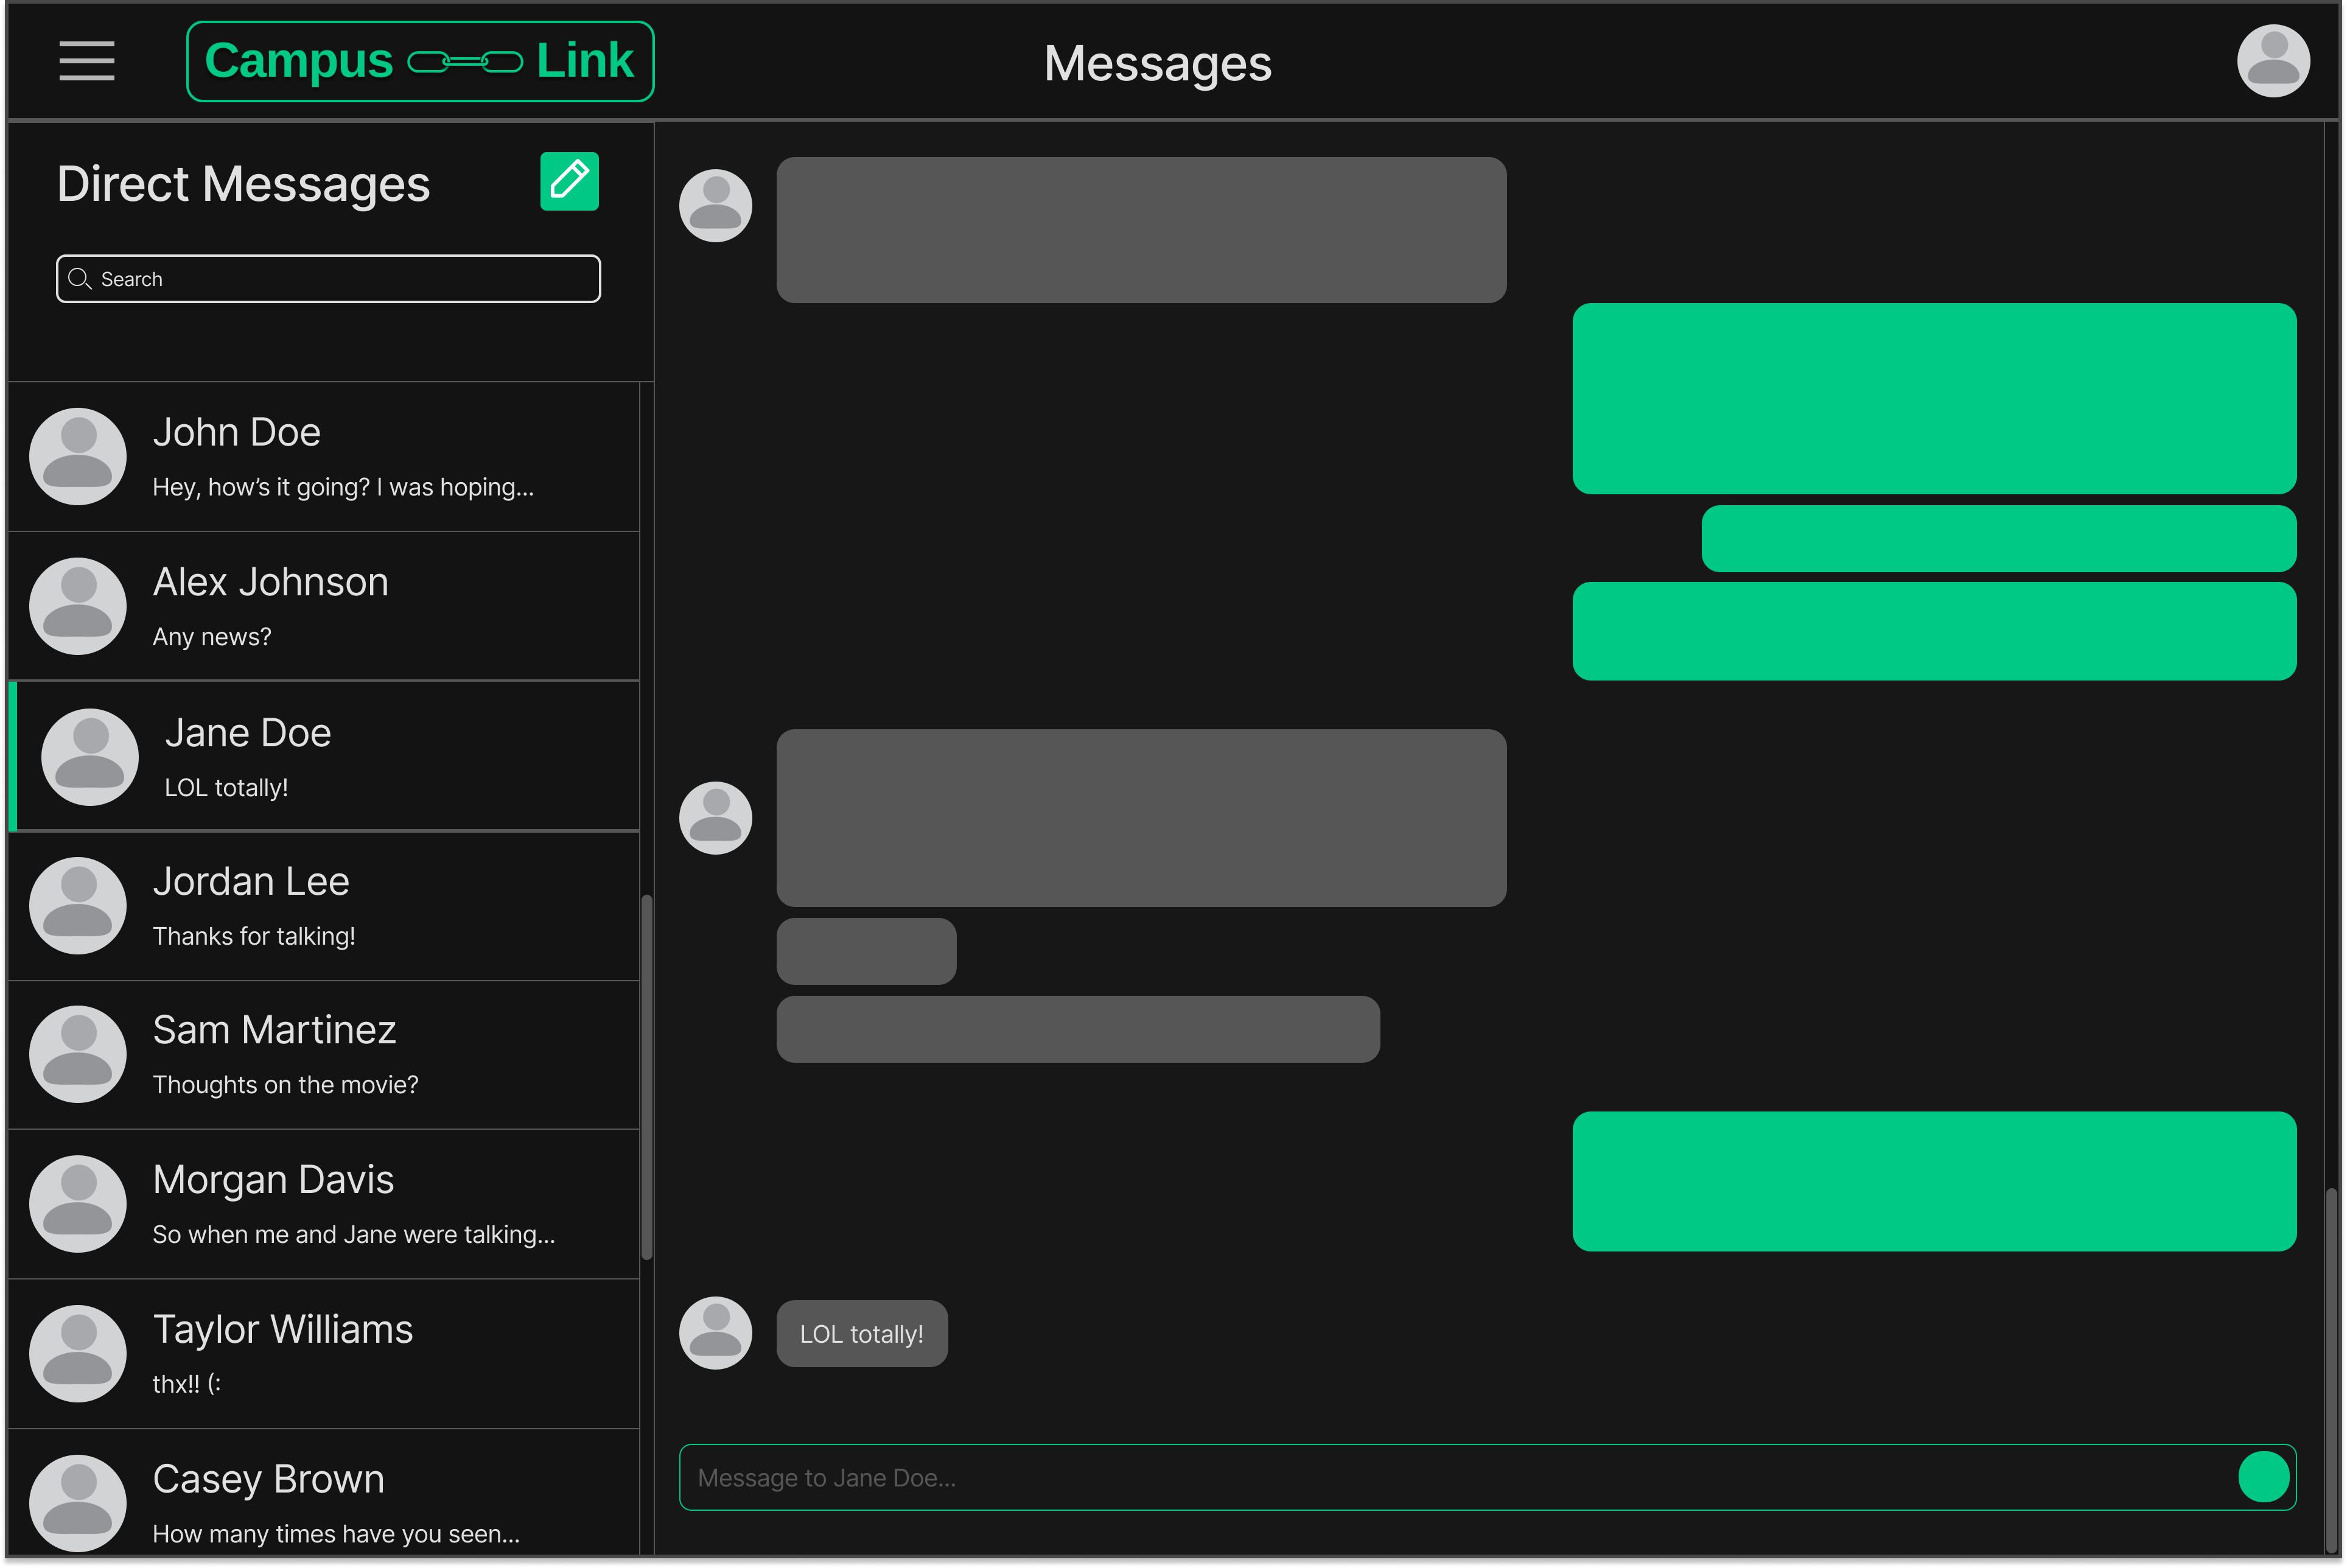 Campus Link
Messages
Direct Messages
Search
John Doe
Hey, how’s it going? I was hoping...
Alex Johnson
Any news?
Jane Doe
LOL totally!
Jordan Lee
Thanks for talking!
Sam Martinez
Thoughts on the movie?
Morgan Davis
So when me and Jane were talking...
Taylor Williams
thx!! (:
Casey Brown
How many times have you seen...
LOL totally!
Message to Jane Doe...